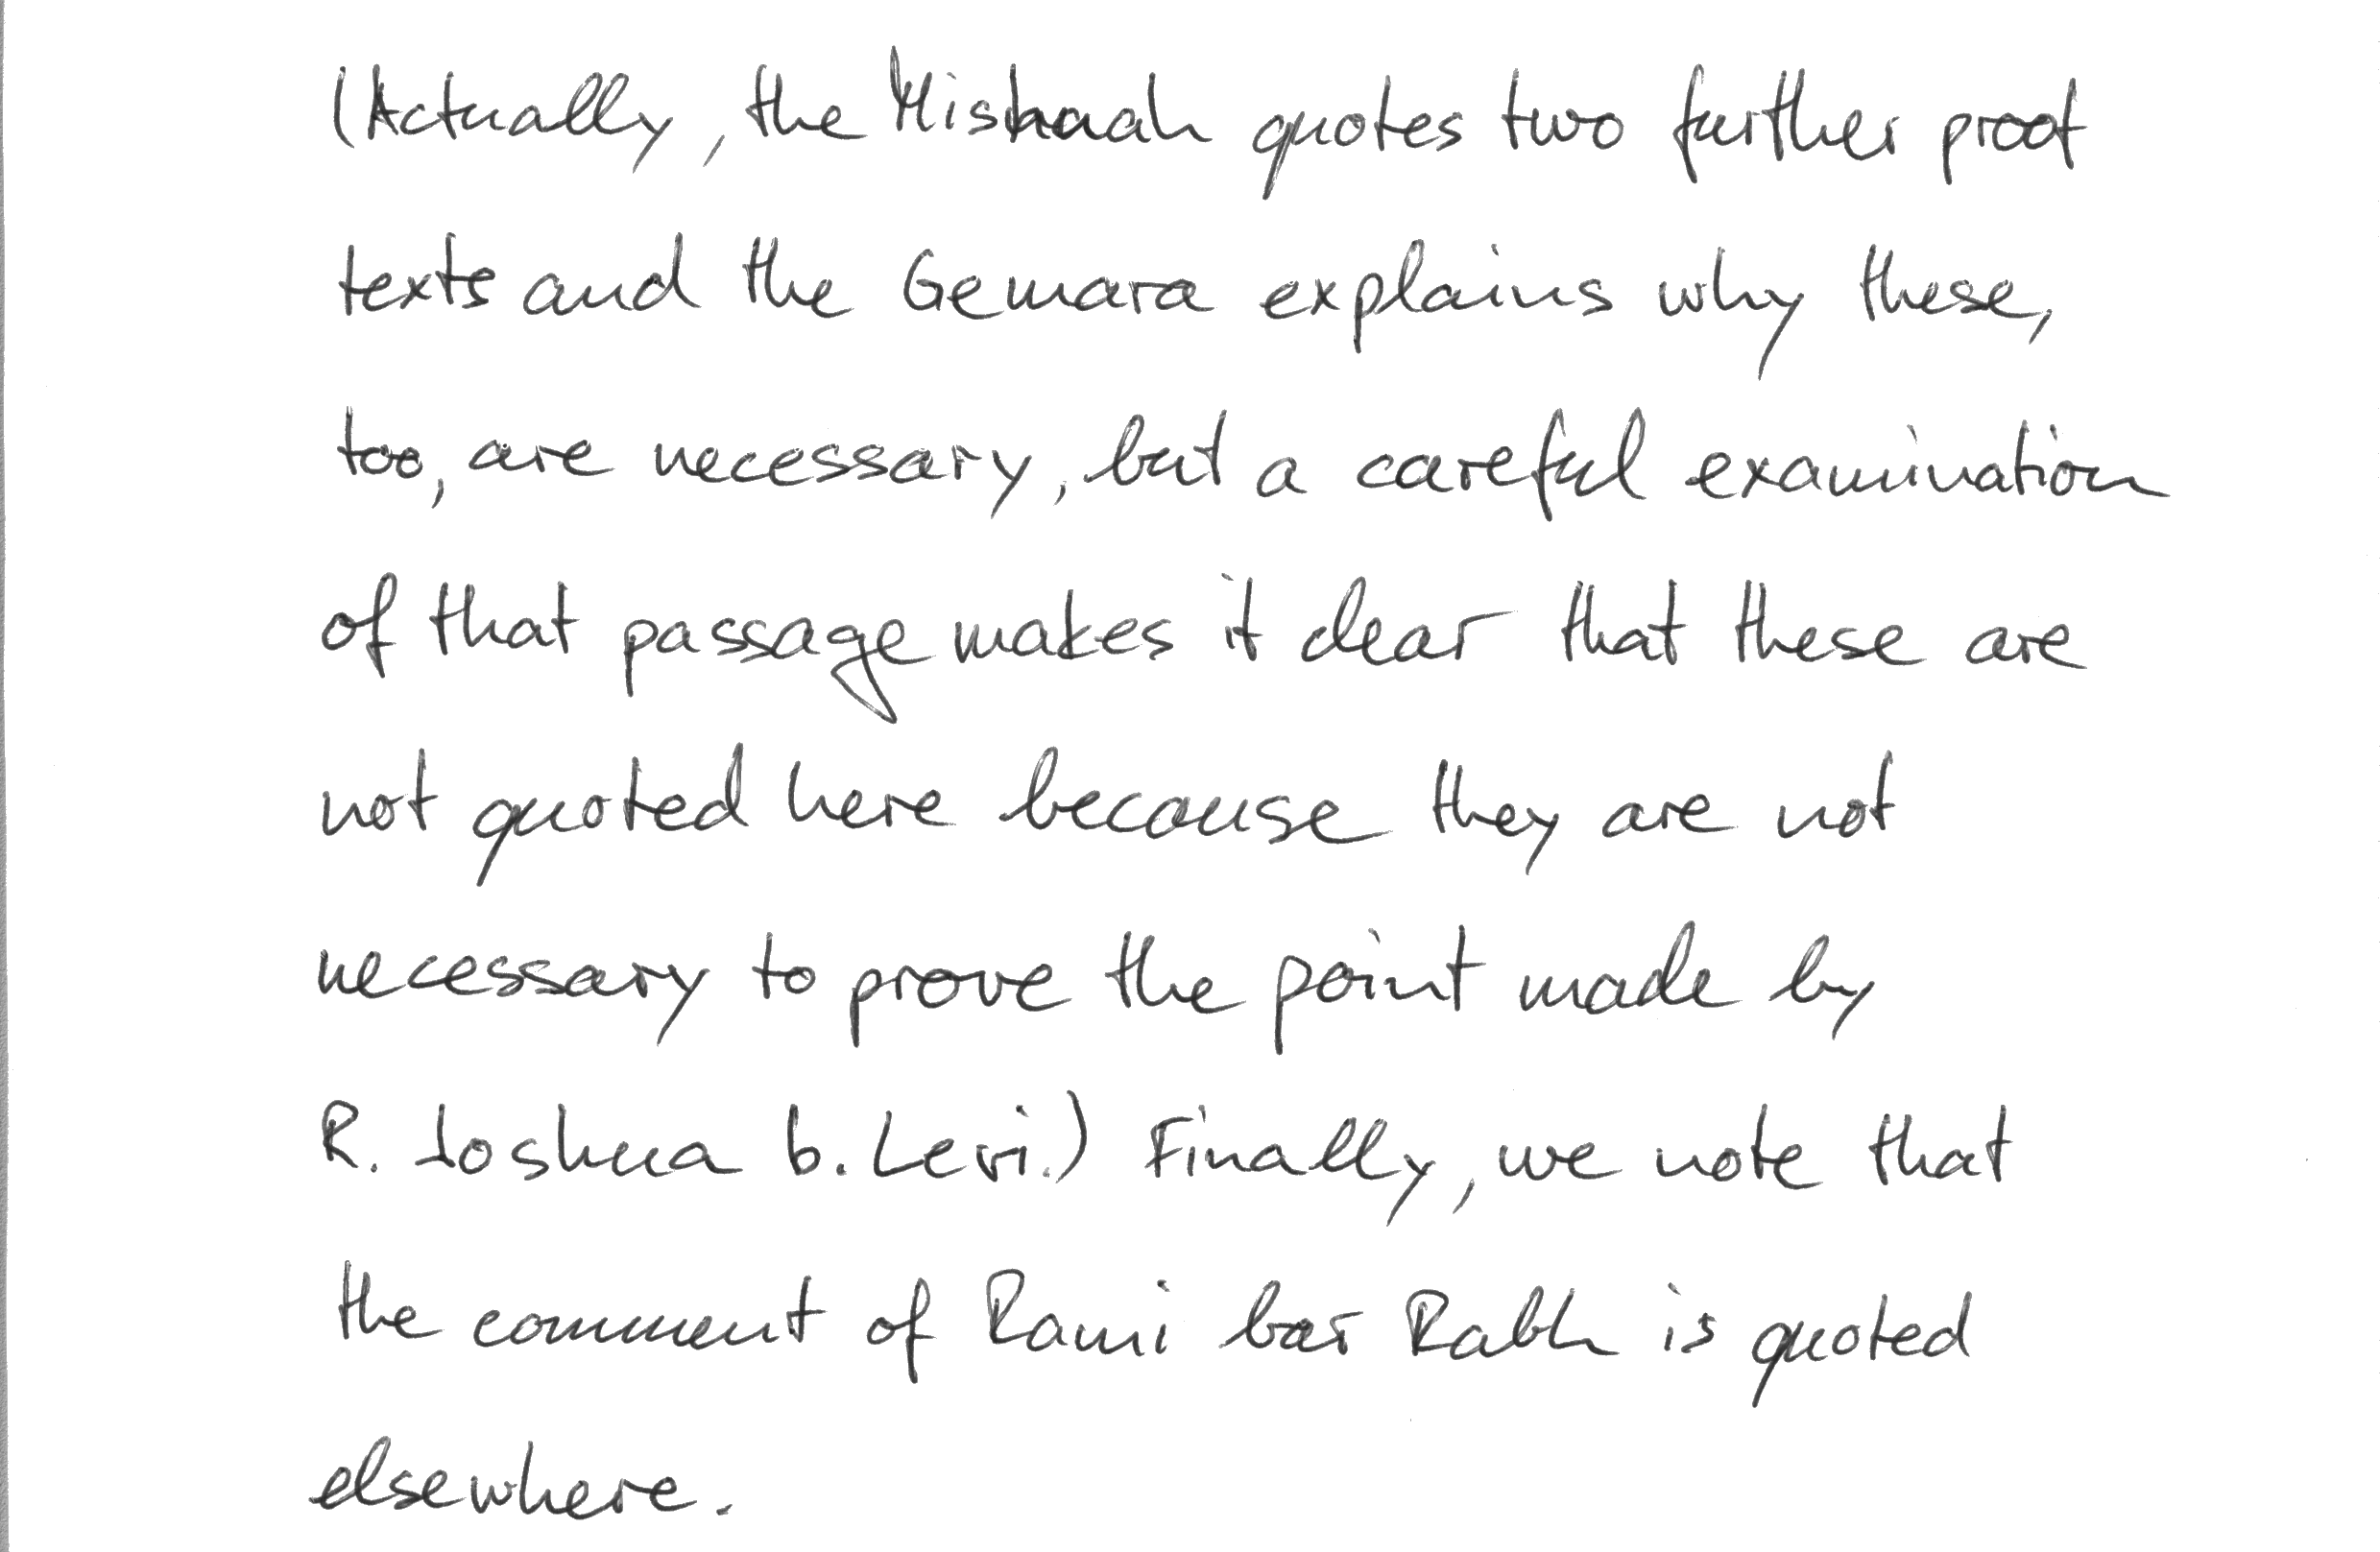 (Actually, the Mishnah quotes two further proof
texts and the Gemara explains why these,
too, are necessary, but a careful examination
of that passage makes it clear that these are
not quoted here because they are not
necessary to prove the point made by
R. Joshua b. Levi.) Finally, we note that
the comment of Rami bar Rabh is quoted
elsewhere.